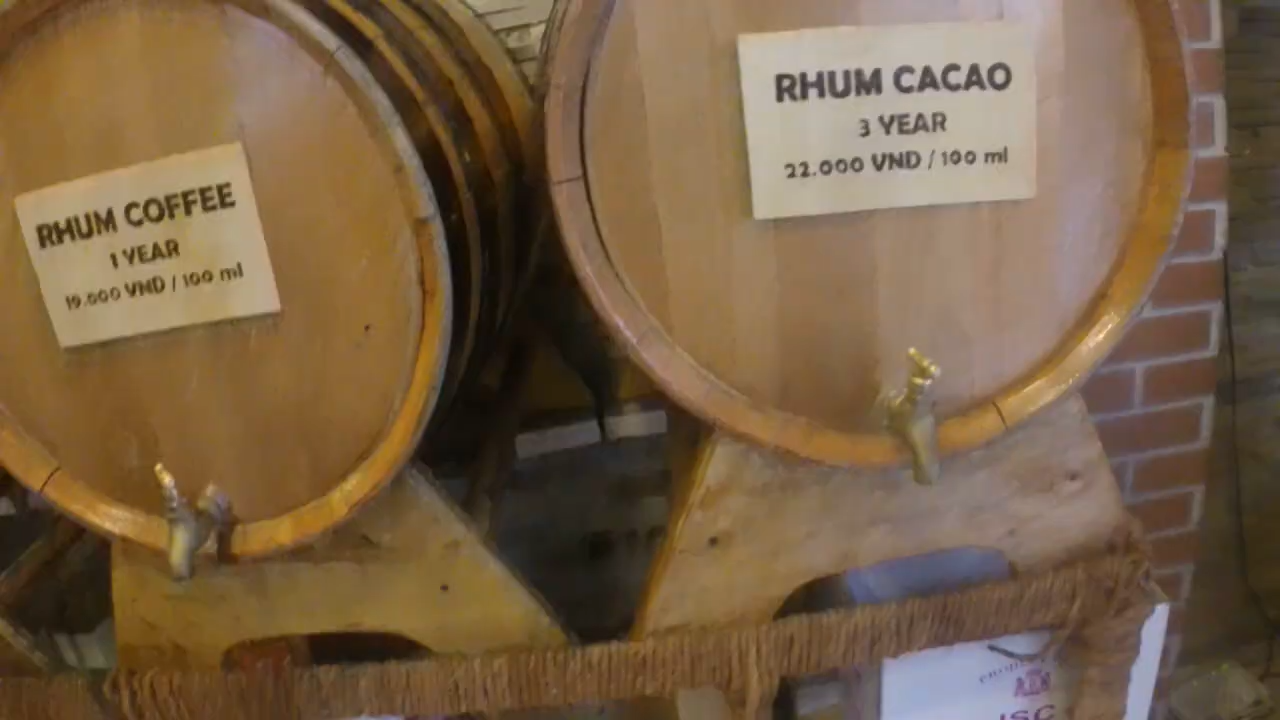 RHUM COFFEE
1 YEAR
19.000 VND / 100 ml
RHUM CACAO
3 YEAR
22.000 VND / 100 ml